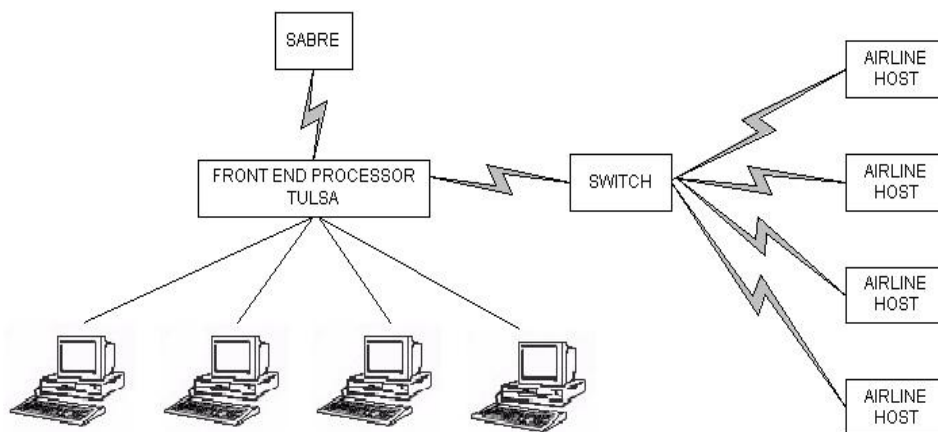 SABRE
FRONT END PROCESSOR
TULSA
SWITCH
AIRLINE
HOST
AIRLINE
HOST
AIRLINE
HOST
AIRLINE
HOST